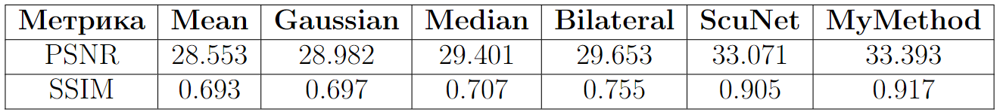 Метрика Mean Gaussian Median Bilateral ScuNet MyMethod
PSNR 28.553 28.982 29.401 29.653 33.071 33.393
SSIM 0.693 0.697 0.707 0.755 0.905 0.917